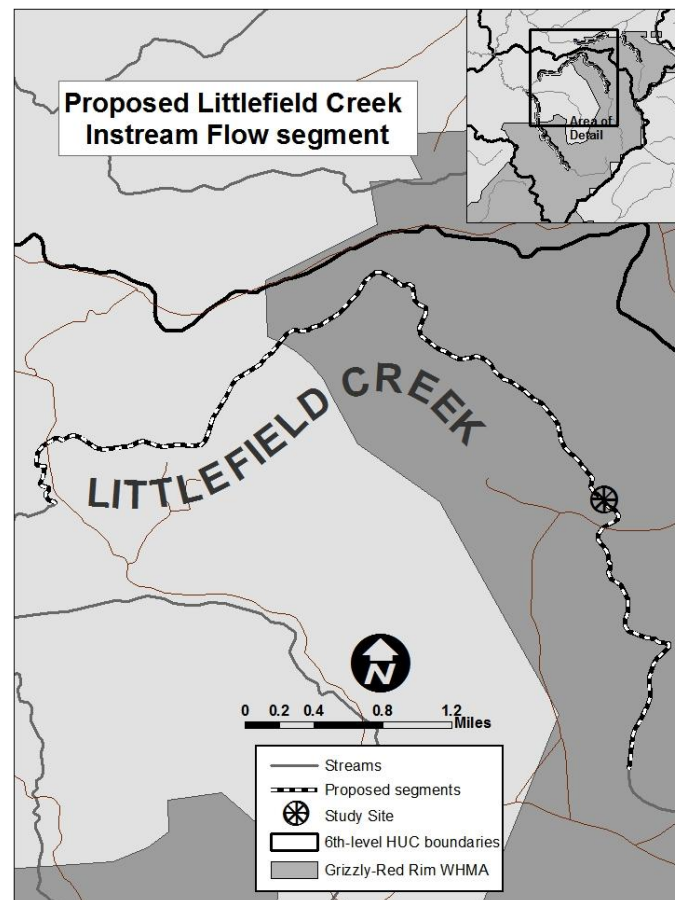 Proposed Littlefield Creek
Instream Flow segment
Area of
Detail
LITTLEFIELD CREEK
N
0 0.2 0.4 0.8 1.2
Miles
Streams
Proposed segments
Study Site
6th-level HUC boundaries
Grizzly-Red Rim WHMA